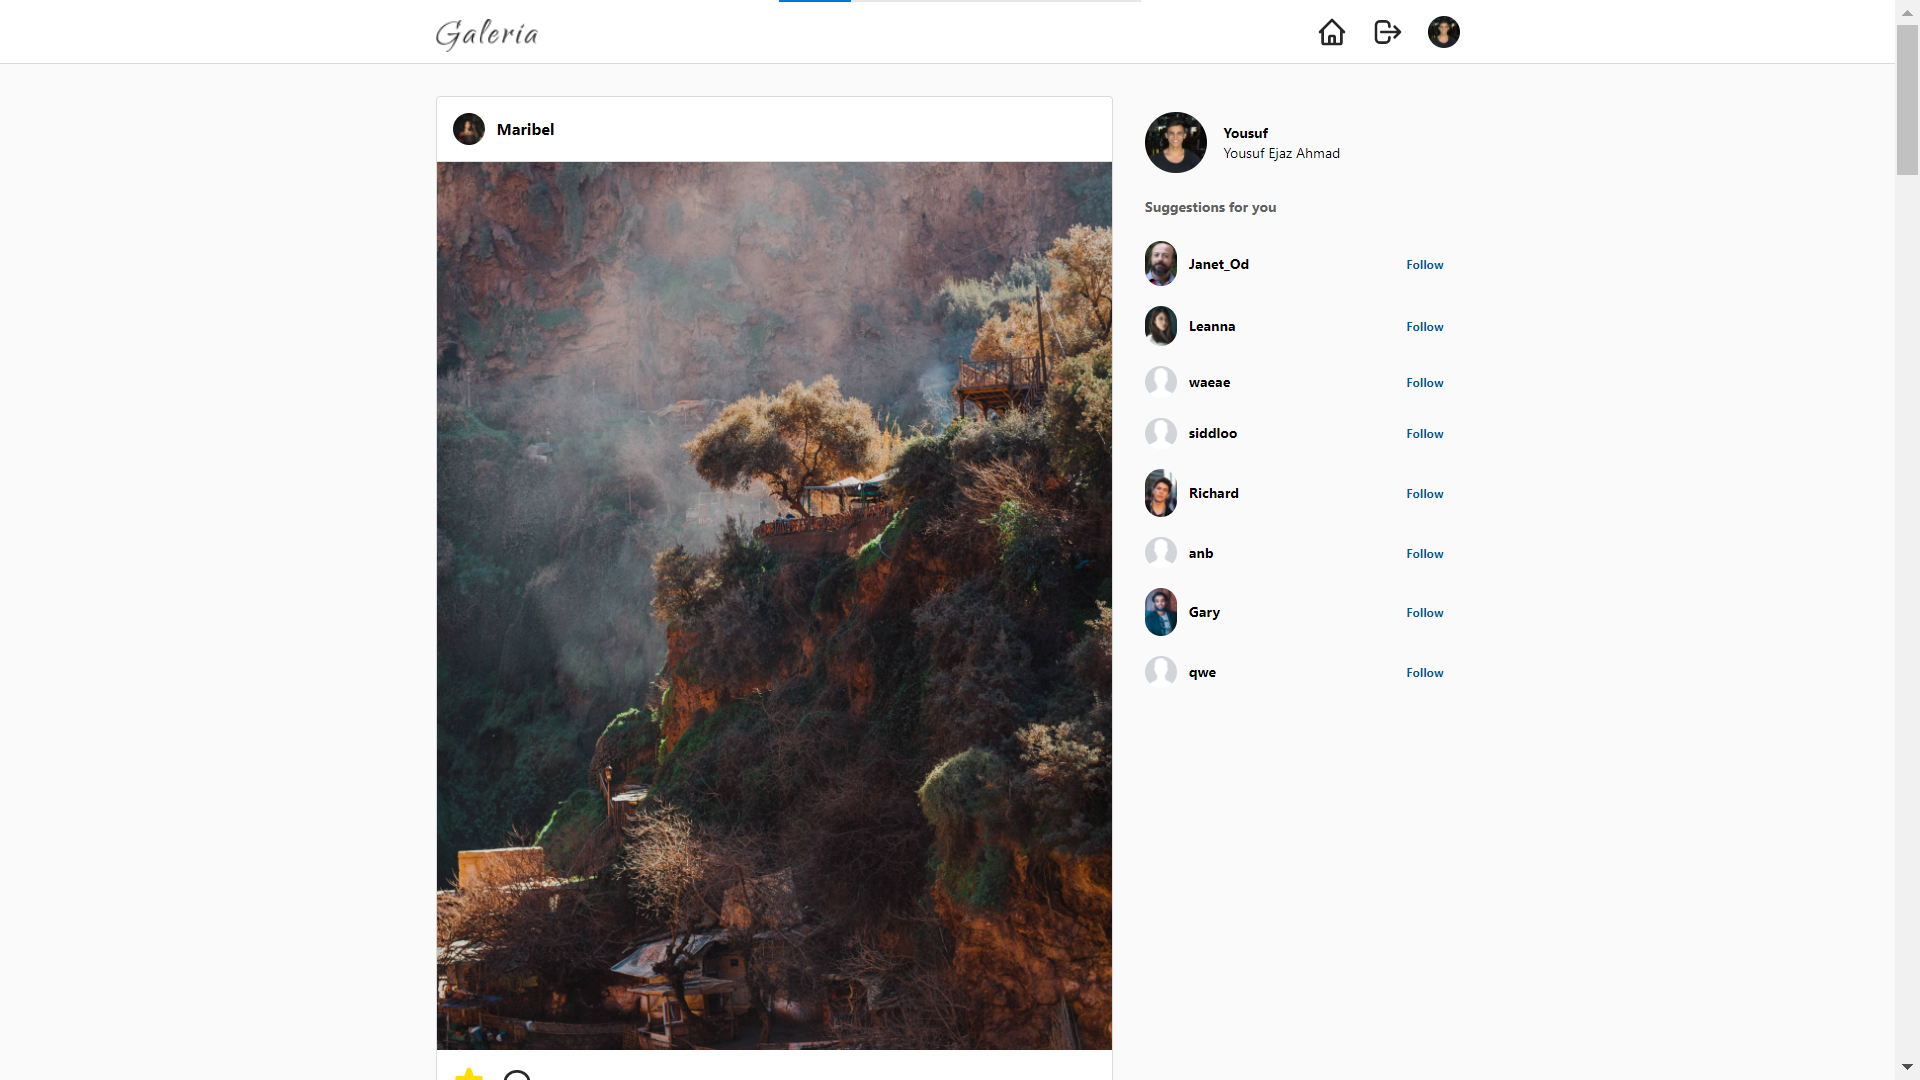 Galeria
Maribel
Yousuf
Yousuf Ejaz Ahmad
Suggestions for you
Janet_Od Follow
Leanna Follow
waeae Follow
siddloo Follow
Richard Follow
anb Follow
Gary Follow
qwe Follow